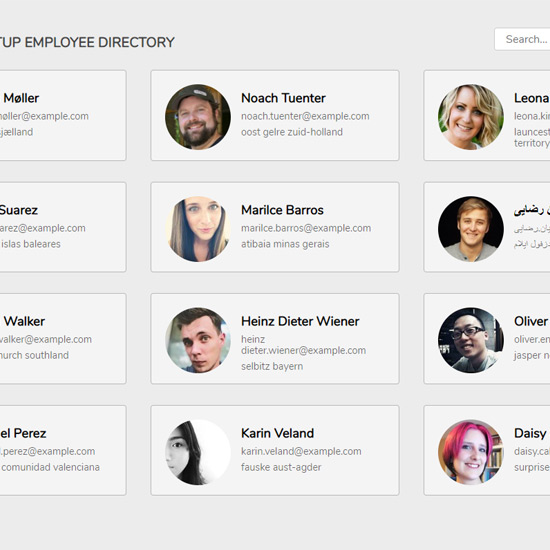 TUP EMPLOYEE DIRECTORY
Search...
Møller
møller@example.com
sjælland
Noach Tuenter
noach.tuenter@example.com
oost gelre zuid-holland
Leona
leona.kin
launcest
territory
Suarez
arez@example.com
islas baleares
Marilce Barros
marilce.barros@example.com
atibaia minas gerais
رضایی
یان.رضایی
دزفول ایلام
Walker
walker@example.com
hurch southland
Heinz Dieter Wiener
heinz
dieter.wiener@example.com
selbitz bayern
Oliver
oliver.en
jasper n
el Perez
l.perez@example.com
comunidad valenciana
Karin Veland
karin.veland@example.com
fauske aust-agder
Daisy
daisy.cal
surprise